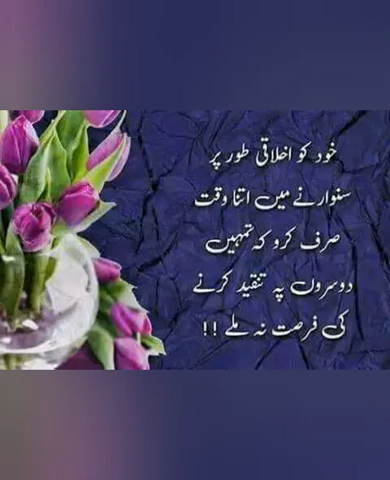 خود کو اخلاقی طور پر
سنوارنے میں اتنا وقت
صرف کرو کہ تمہیں
دوسروں پہ تنقید کرنے
کی فرصت نہ ملے !!